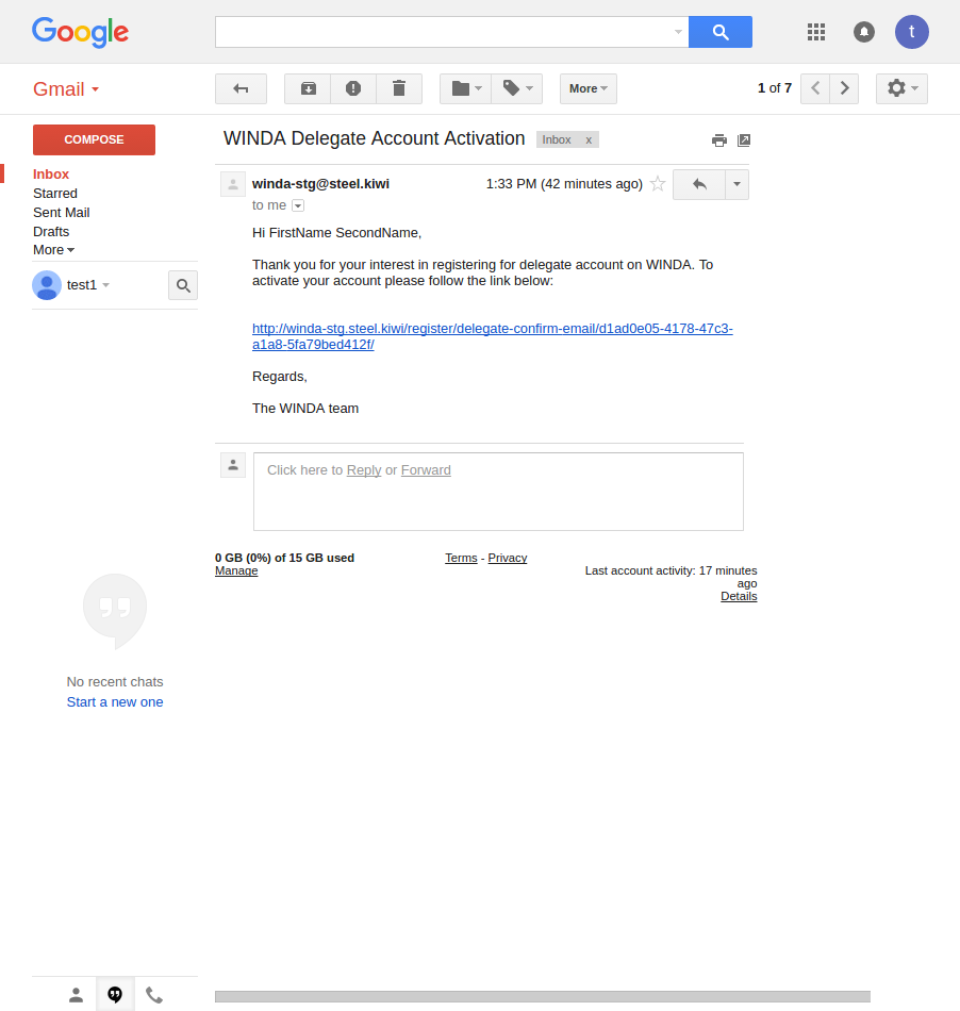 Google
t
Gmail
More
1 of 7
COMPOSE
Inbox
Starred
Sent Mail
Drafts
More
test1
WINDA Delegate Account Activation Inbox x
winda-stg@steel.kiwi 1:33 PM (42 minutes ago)
to me
Hi FirstName SecondName,
Thank you for your interest in registering for delegate account on WINDA. To
activate your account please follow the link below:
http://winda-stg.steel.kiwi/register/delegate-confirm-email/d1ad0e05-4178-47c3-
a1a8-5fa79bed412f/
Regards,
The WINDA team
Click here to Reply or Forward
0 GB (0%) of 15 GB used
Manage
Terms - Privacy
Last account activity: 17 minutes
ago
Details
No recent chats
Start a new one